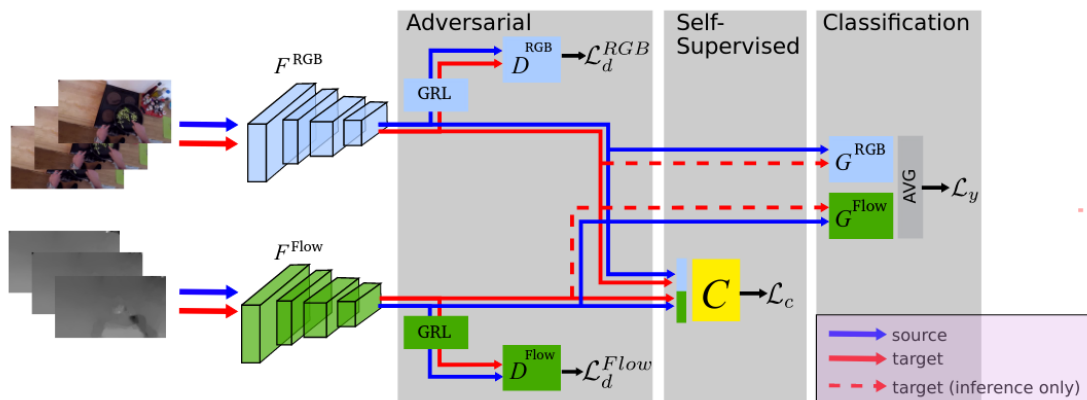 Adversarial
Self-
Supervised
Classification
F^RGB
GRL
D^RGB
ℒ_d^{RGB}
G^RGB
G^Flow
AVG
ℒ_y
F^Flow
C
ℒ_c
GRL
D^Flow
ℒ_d^{Flow}
source
target
target (inference only)